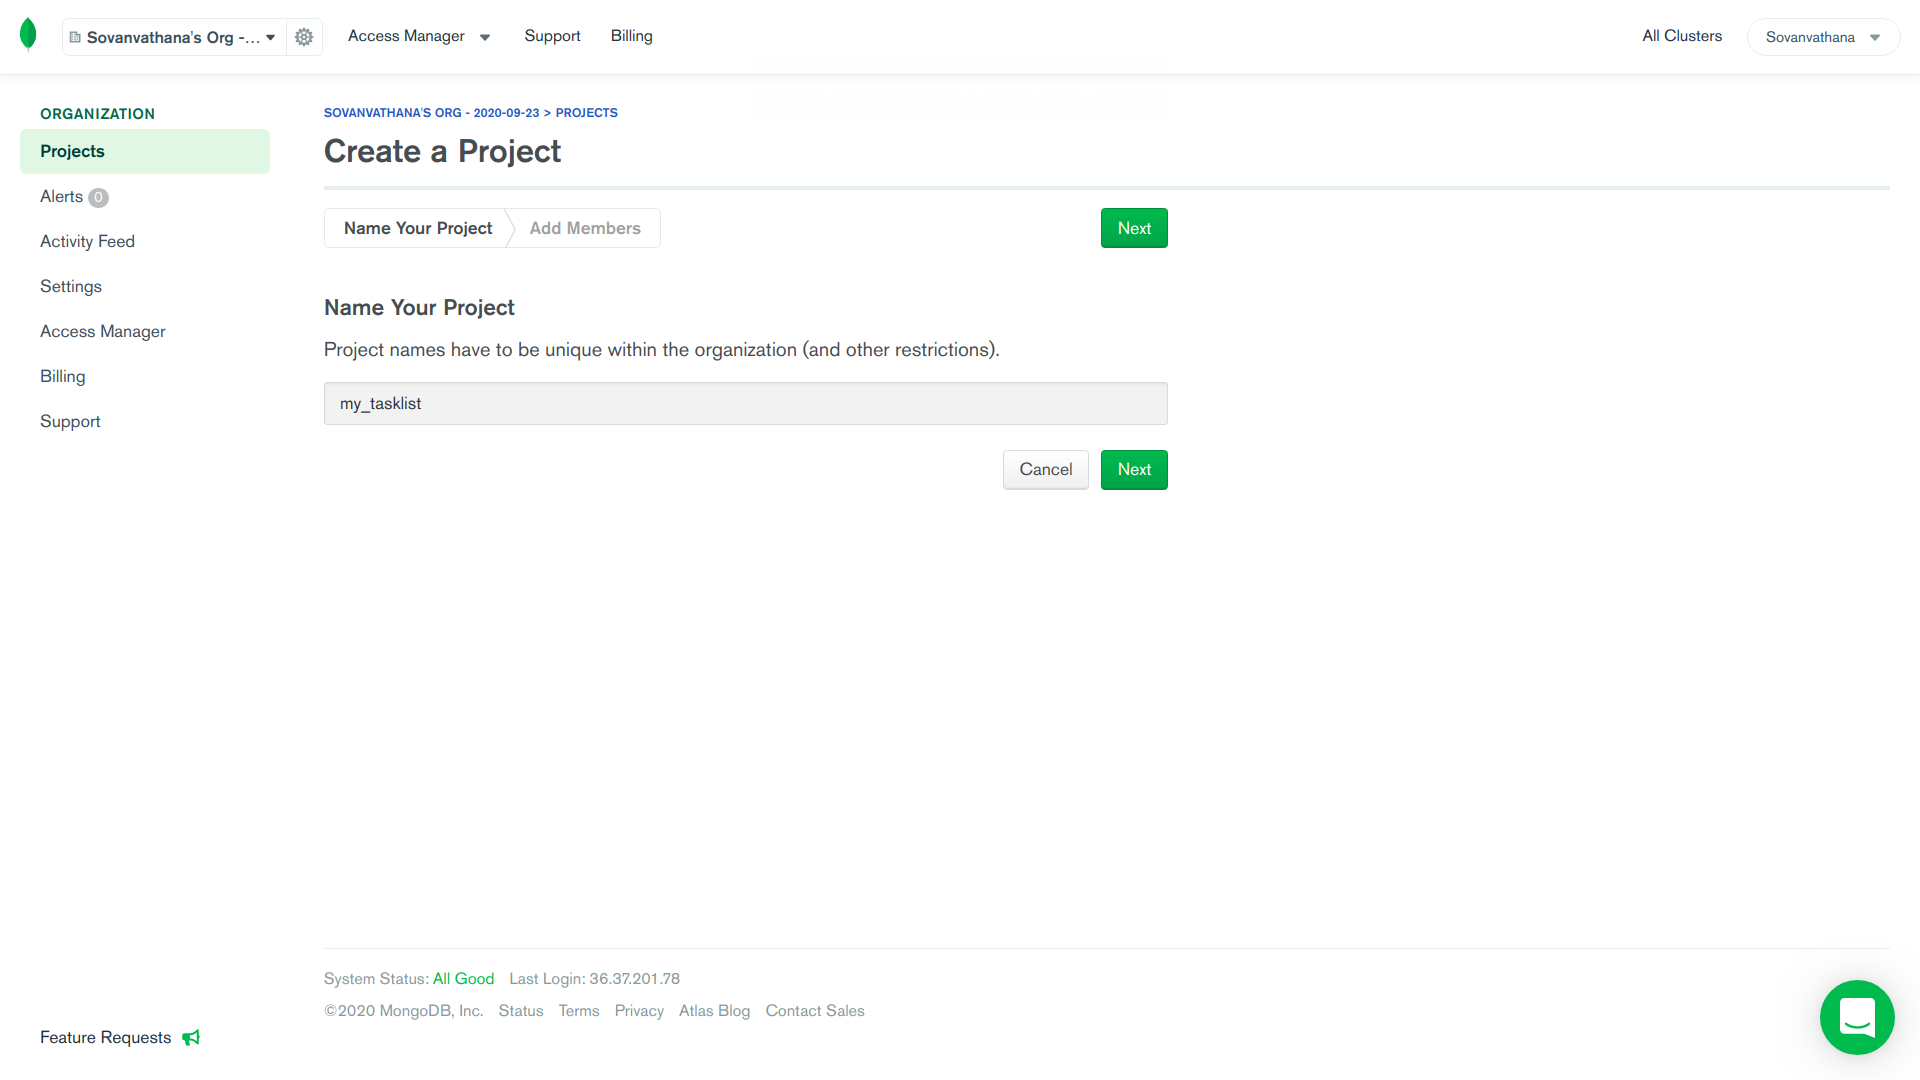 Sovanvathana's Org -...
Access Manager
Support
Billing
All Clusters
Sovanvathana
ORGANIZATION
Projects
Alerts 0
Activity Feed
Settings
Access Manager
Billing
Support
SOVANVATHANA'S ORG - 2020-09-23 > PROJECTS
Create a Project
Name Your Project
Add Members
Next
Name Your Project
Project names have to be unique within the organization (and other restrictions).
my_tasklist
Cancel
Next
System Status: All Good Last Login: 36.37.201.78
©2020 MongoDB, Inc. Status Terms Privacy Atlas Blog Contact Sales
Feature Requests